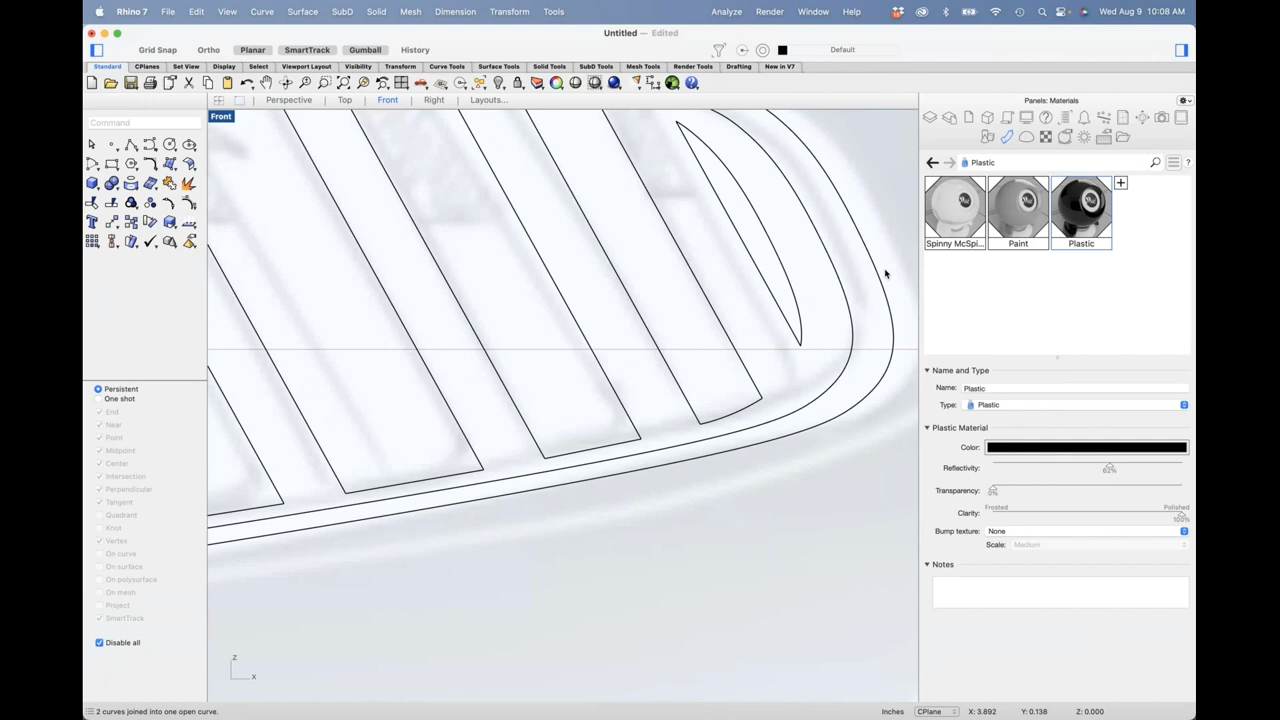 Rhino 7 File Edit View Curve Surface SubD Solid Mesh Dimension Transform Tools Analyze Render Window Help Wed Aug 9 10:08 AM
Untitled — Edited
Grid Snap Ortho Planar SmartTrack Gumball History Default
Standard CPlanes Set View Display Select Viewport Layout Visibility Transform Curve Tools Surface Tools Solid Tools SubD Tools Mesh Tools Render Tools Drafting New in V7
Perspective Top Front Right Layouts...
Panels: Materials
Front
Command
Plastic
?
Spinny McSpi... Paint Plastic
Persistent
One shot
End
Near
Point
Midpoint
Center
Intersection
Perpendicular
Tangent
Quadrant
Knot
Vertex
On curve
On surface
On polysurface
On mesh
Project
SmartTrack
Disable all
Name and Type
Name: Plastic
Type: Plastic
Plastic Material
Color:
Reflectivity:
62%
Transparency:
0%
Frosted Polished
Clarity:
100%
Bump texture: None
Scale: Medium
Notes
z
x
2 curves joined into one open curve. Inches CPlane X: 3.892 Y: 0.138 Z: 0.000